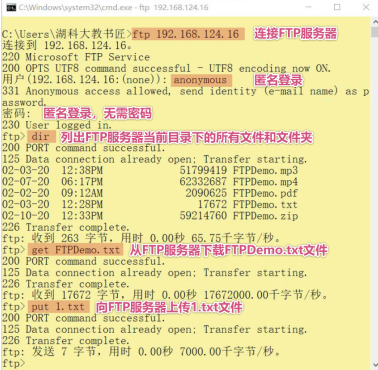 C:\Windows\system32\cmd.exe - ftp 192.168.124.16
C:\Users\湖科大教书匠>ftp 192.168.124.16 连接FTP服务器
连接到 192.168.124.16。
220 Microsoft FTP Service
200 OPTS UTF8 command successful - UTF8 encoding now ON.
用户(192.168.124.16:(none)): anonymous 匿名登录
331 Anonymous access allowed, send identity (e-mail name) as p
assword.
密码: 匿名登录，无需密码
230 User logged in.
ftp> dir 列出FTP服务器当前目录下的所有文件和文件夹
200 PORT command successful.
125 Data connection already open; Transfer starting.
02-03-20 12:38PM 51799419 FTPDemo.mp3
02-07-20 06:17PM 62332687 FTPDemo.mp4
02-02-20 09:12AM 2090625 FTPDemo.pdf
02-03-20 12:28PM 17672 FTPDemo.txt
02-10-20 12:33PM 59214760 FTPDemo.zip
226 Transfer complete.
ftp: 收到 263 字节，用时 0.00秒 65.75千字节/秒。
ftp> get FTPDemo.txt 从FTP服务器下载FTPDemo.txt文件
200 PORT command successful.
125 Data connection already open; Transfer starting.
226 Transfer complete.
ftp: 收到 17672 字节，用时 0.00秒 17672000.00千字节/秒。
ftp> put 1.txt 向FTP服务器上传1.txt文件
200 PORT command successful.
125 Data connection already open; Transfer starting.
226 Transfer complete.
ftp: 发送 7 字节，用时 0.00秒 7000.00千字节/秒。
ftp>